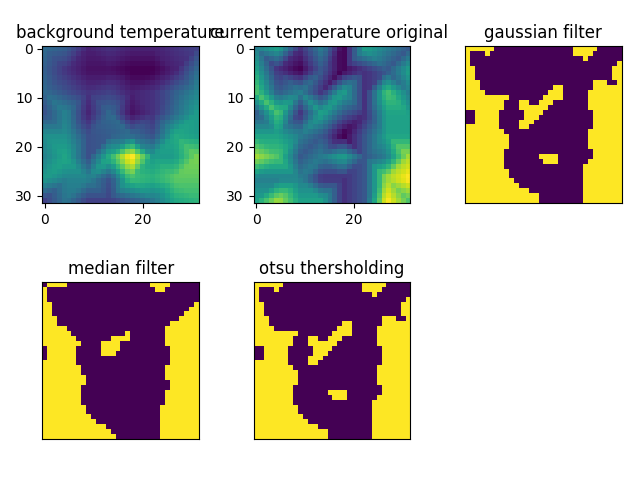 background temperature
current temperature original
gaussian filter
0
10
20
30
0
20
0
10
20
30
0
20
median filter
otsu thersholding